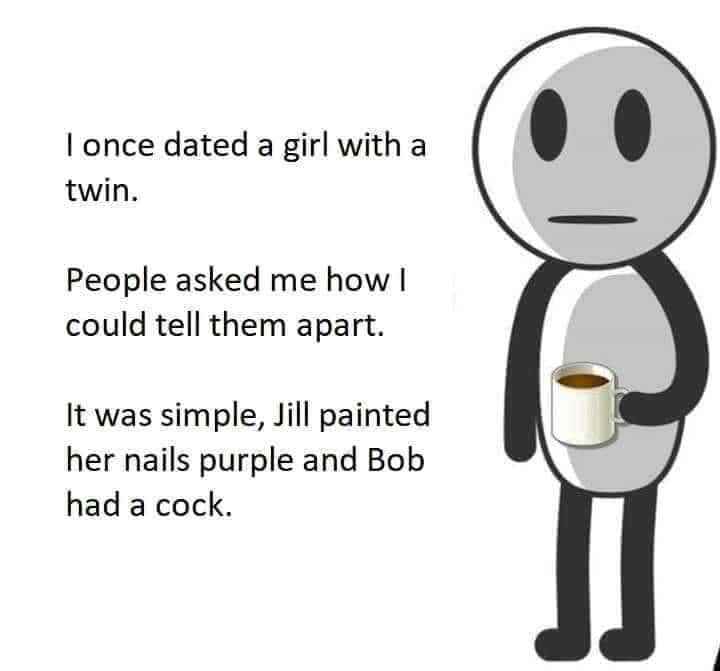 I once dated a girl with a
twin.
People asked me how I
could tell them apart.
It was simple, Jill painted
her nails purple and Bob
had a cock.